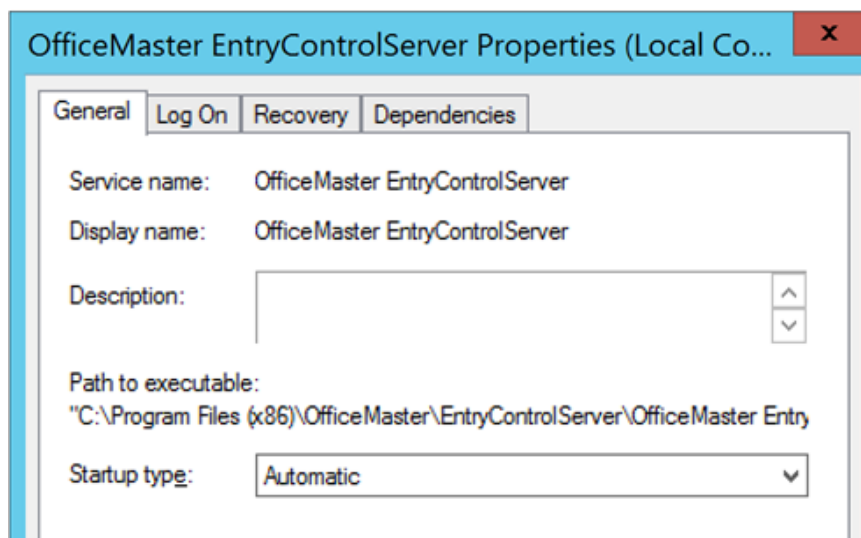 OfficeMaster EntryControlServer Properties (Local Co...
x
General Log On Recovery Dependencies
Service name: OfficeMaster EntryControlServer
Display name: OfficeMaster EntryControlServer
Description:
Path to executable:
"C:\Program Files (x86)\OfficeMaster\EntryControlServer\OfficeMaster Entry
Startup type: Automatic